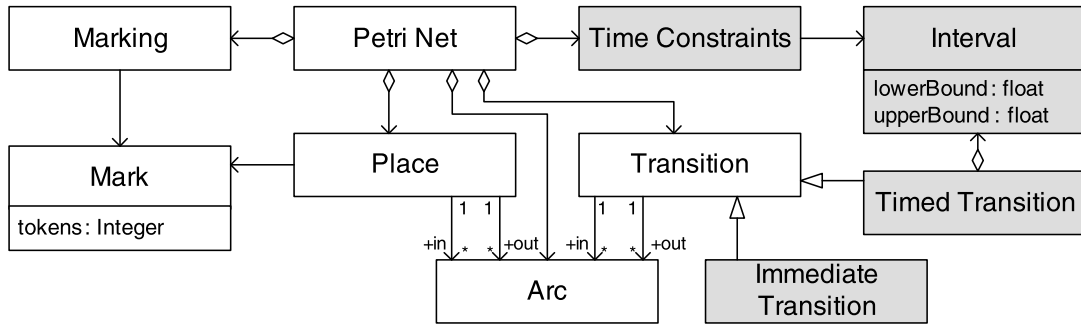 Marking
Petri Net
Time Constraints
Interval
lowerBound: float
upperBound: float
Mark
tokens: Integer
Place
Transition
Timed Transition
1 1 1 1
+in * * +out +in * * +out
Arc
Immediate
Transition